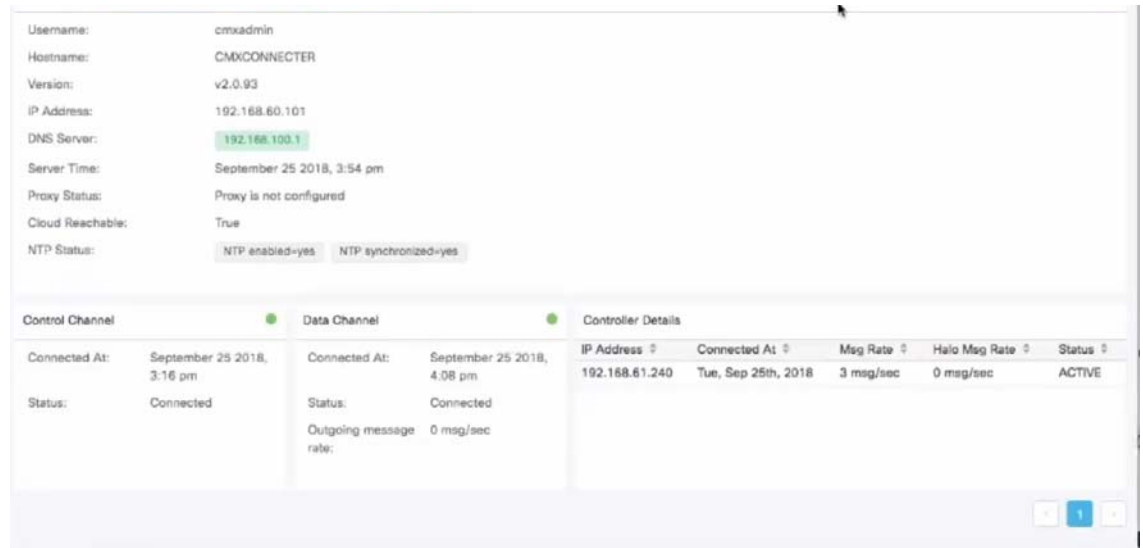 Username: cmxadmin
Hostname: CMXCONNECTER
Version: v2.0.93
IP Address: 192.168.60.101
DNS Server: 192.168.100.1
Server Time: September 25 2018, 3:54 pm
Proxy Status: Proxy is not configured
Cloud Reachable: True
NTP Status: NTP enabled=yes NTP synchronized=yes
Control Channel
Connected At: September 25 2018,
3:16 pm
Status: Connected
Data Channel
Connected At: September 25 2018,
4:08 pm
Status: Connected
Outgoing message 0 msg/sec
rate:
Controller Details
IP Address Connected At Msg Rate Halo Msg Rate Status
192.168.61.240 Tue, Sep 25th, 2018 3 msg/sec 0 msg/sec ACTIVE
1